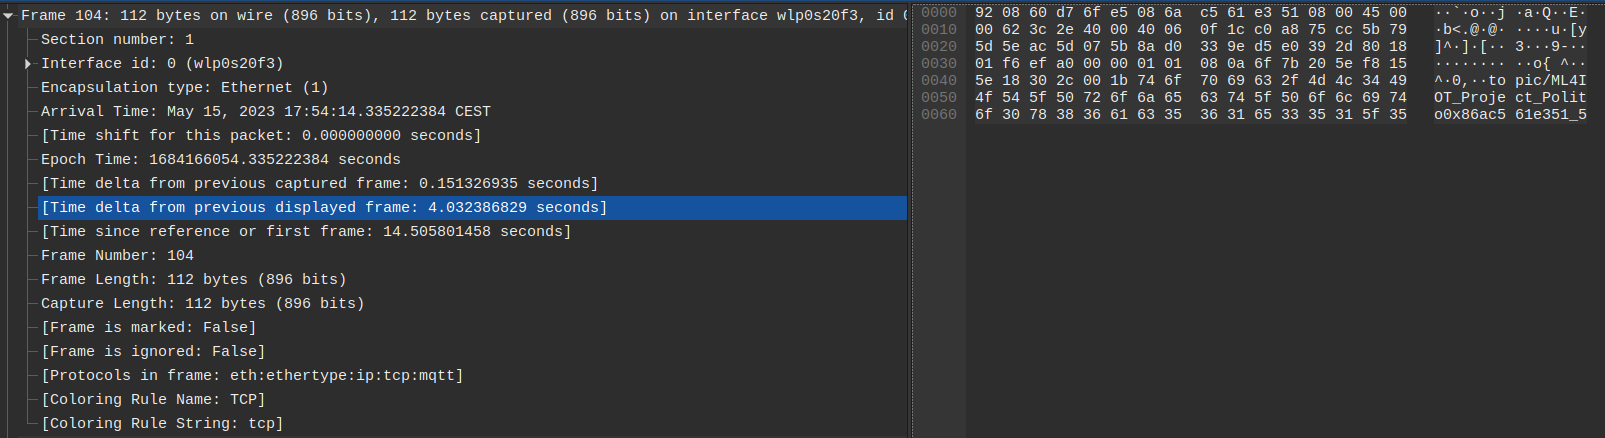 Frame 104: 112 bytes on wire (896 bits), 112 bytes captured (896 bits) on interface wlp0s20f3, id
Section number: 1
Interface id: 0 (wlp0s20f3)
Encapsulation type: Ethernet (1)
Arrival Time: May 15, 2023 17:54:14.335222384 CEST
[Time shift for this packet: 0.000000000 seconds]
Epoch Time: 1684166054.335222384 seconds
[Time delta from previous captured frame: 0.151326935 seconds]
[Time delta from previous displayed frame: 4.032386829 seconds]
[Time since reference or first frame: 14.505801458 seconds]
Frame Number: 104
Frame Length: 112 bytes (896 bits)
Capture Length: 112 bytes (896 bits)
[Frame is marked: False]
[Frame is ignored: False]
[Protocols in frame: eth:ethertype:ip:tcp:mqtt]
[Coloring Rule Name: TCP]
[Coloring Rule String: tcp]
0000 92 08 60 d7 6f e5 08 6a c5 61 e3 51 08 00 45 00 ··`·o··j ·a·Q··E·
0010 00 62 3c 2e 40 00 40 06 0f 1c c0 a8 75 cc 5b 79 ·b<.@·@· ····u·[y
0020 5d 5e ac 5d 07 5b 8a d0 33 9e d5 e0 39 2d 80 18 ]^·]·[·· 3···9-··
0030 01 f6 ef a0 00 00 01 01 08 0a 6f 7b 20 5e f8 15 ········ ··o{ ^··
0040 5e 18 30 2c 00 1b 74 6f 70 69 63 2f 4d 4c 34 49 ^·0,··to pic/ML4I
0050 4f 54 5f 50 72 6f 6a 65 63 74 5f 50 6f 6c 69 74 OT_Proje ct_Polit
0060 6f 30 78 38 36 61 63 35 36 31 65 33 35 31 5f 35 o0x86ac5 61e351_5